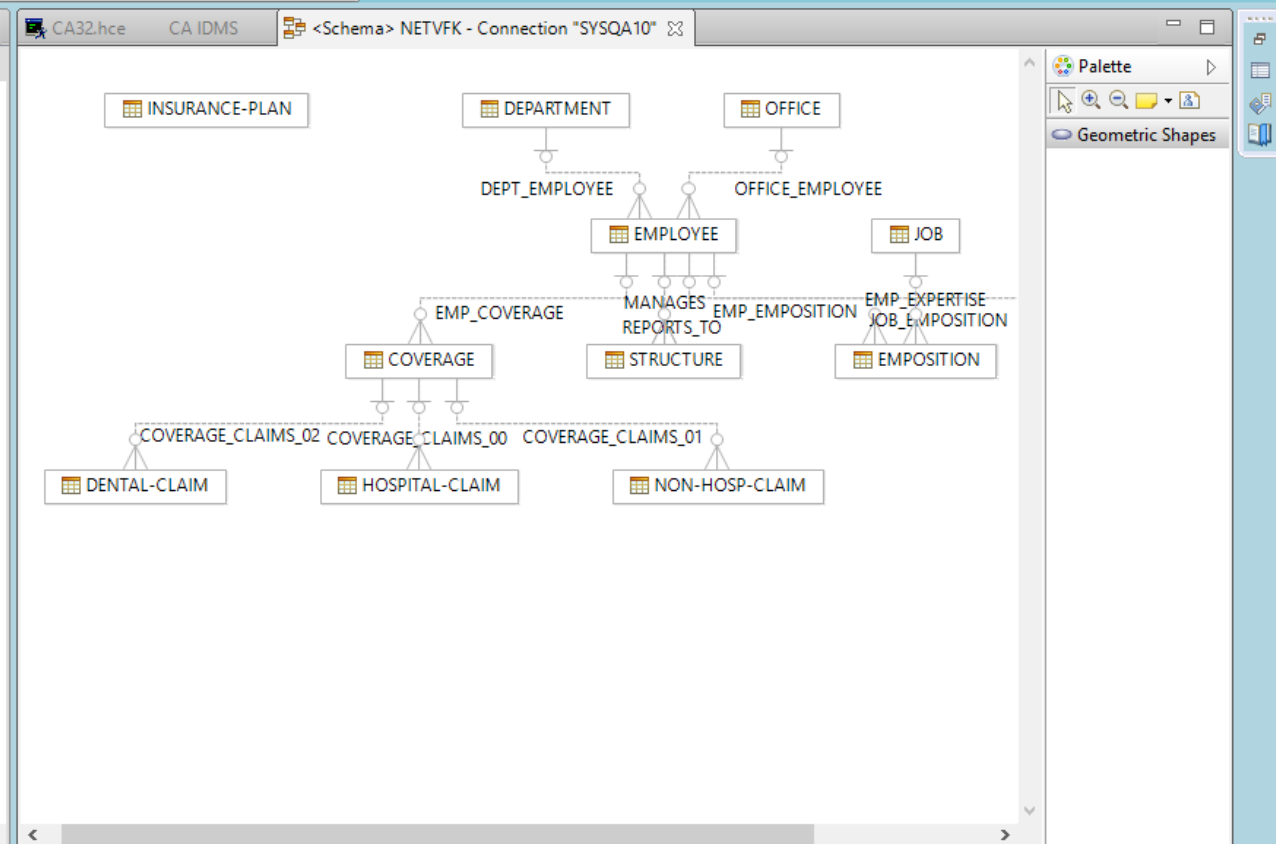 CA32.hce
CA IDMS
<Schema> NETVFK - Connection "SYSQA10"
Palette
Geometric Shapes
INSURANCE-PLAN
DEPARTMENT
OFFICE
DEPT_EMPLOYEE
OFFICE_EMPLOYEE
EMPLOYEE
JOB
MANAGES
EMP_EXPERTISE
EMP_COVERAGE
EMP_EMPOSITION
JOB_EMPOSITION
REPORTS_TO
COVERAGE
STRUCTURE
EMPOSITION
COVERAGE_CLAIMS_02
COVERAGE_CLAIMS_00
COVERAGE_CLAIMS_01
DENTAL-CLAIM
HOSPITAL-CLAIM
NON-HOSP-CLAIM